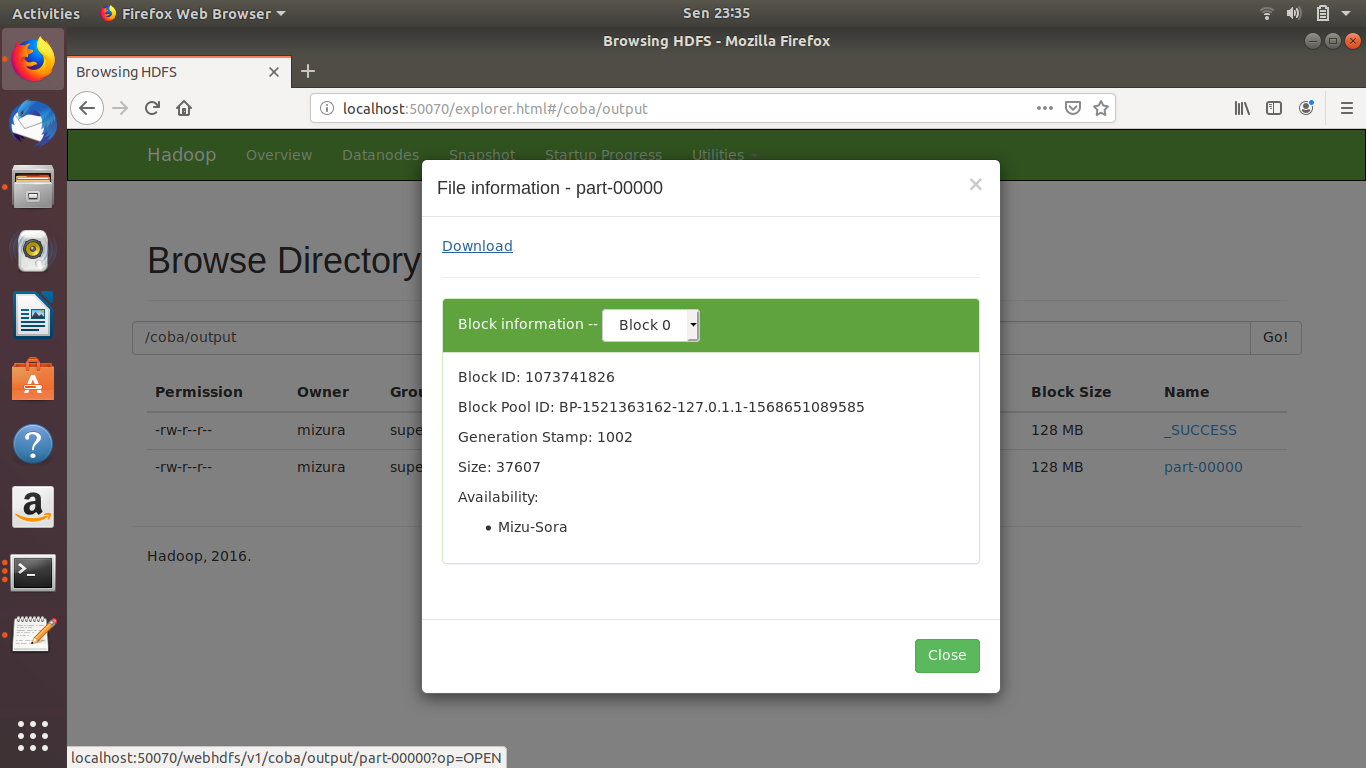 Activities Firefox Web Browser Sen 23:35
Browsing HDFS - Mozilla Firefox
Browsing HDFS
localhost:50070/explorer.html#/coba/output
Hadoop Overview Datanodes Snapshot Startup Progress Utilities
File information - part-00000 ×
Download
Browse Directory
Block information -- Block 0
/coba/output Go!
Block ID: 1073741826
Permission Owner Grou Block Size Name
Block Pool ID: BP-1521363162-127.0.1.1-1568651089585
-rw-r--r-- mizura supe 128 MB _SUCCESS
Generation Stamp: 1002
-rw-r--r-- mizura supe 128 MB part-00000
Size: 37607
Availability:
• Mizu-Sora
Hadoop, 2016.
Close
localhost:50070/webhdfs/v1/coba/output/part-00000?op=OPEN